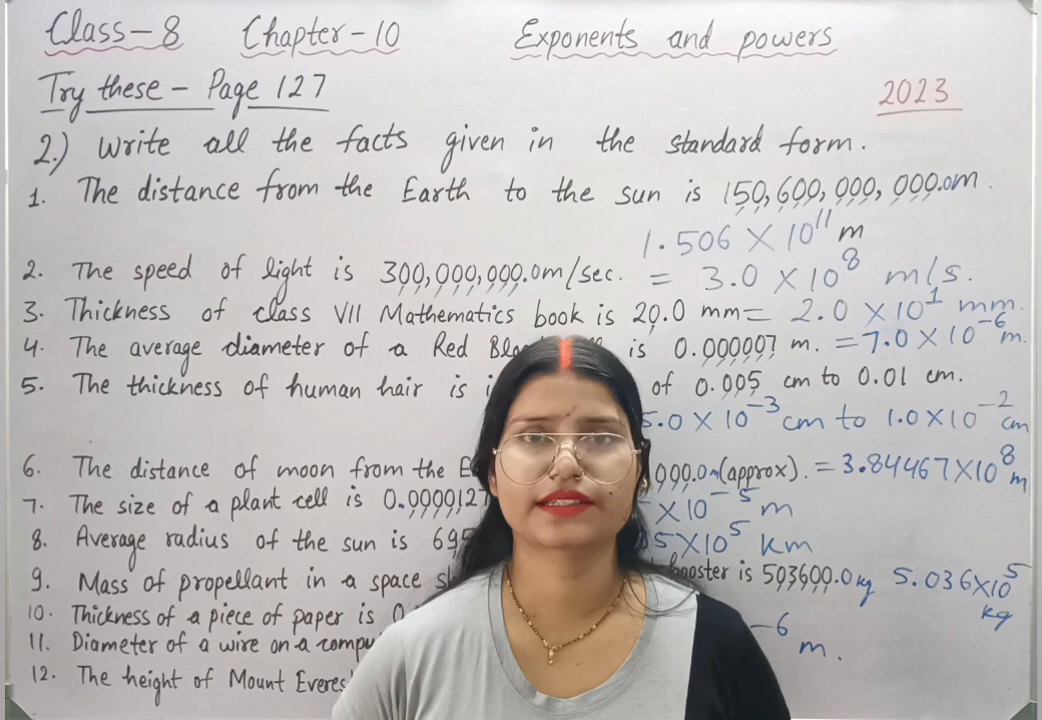 Class-8 Chapter-10 Exponents and powers
Try these - Page 127
2023
2.) Write all the facts given in the standard form.
1. The distance from the Earth to the sun is 150,600,000,000.0m.
1.506 X 10^11 m
2. The speed of light is 300,000,000.0m/sec. = 3.0 X 10^8 m/s.
3. Thickness of class VII Mathematics book is 20.0 mm = 2.0 X 10^1 mm.
4. The average diameter of a Red is 0.000007 m. = 7.0 X 10^-6 m.
5. The thickness of human hair is of 0.005 cm to 0.01 cm.
5.0 X 10^-3 cm to 1.0 X 10^-2 cm
6. The distance of moon from the 000.0m (approx). = 3.84467 X 10^8 m
7. The size of a plant cell is 0.0000127 X 10^-5 m
8. Average radius of the sun is 695 X 10^5 Km
9. Mass of propellant in a space booster is 503600.0 kg 5.036 X 10^5 kg
10. Thickness of a piece of paper is
11. Diameter of a wire on a -6 m.
12. The height of Mount